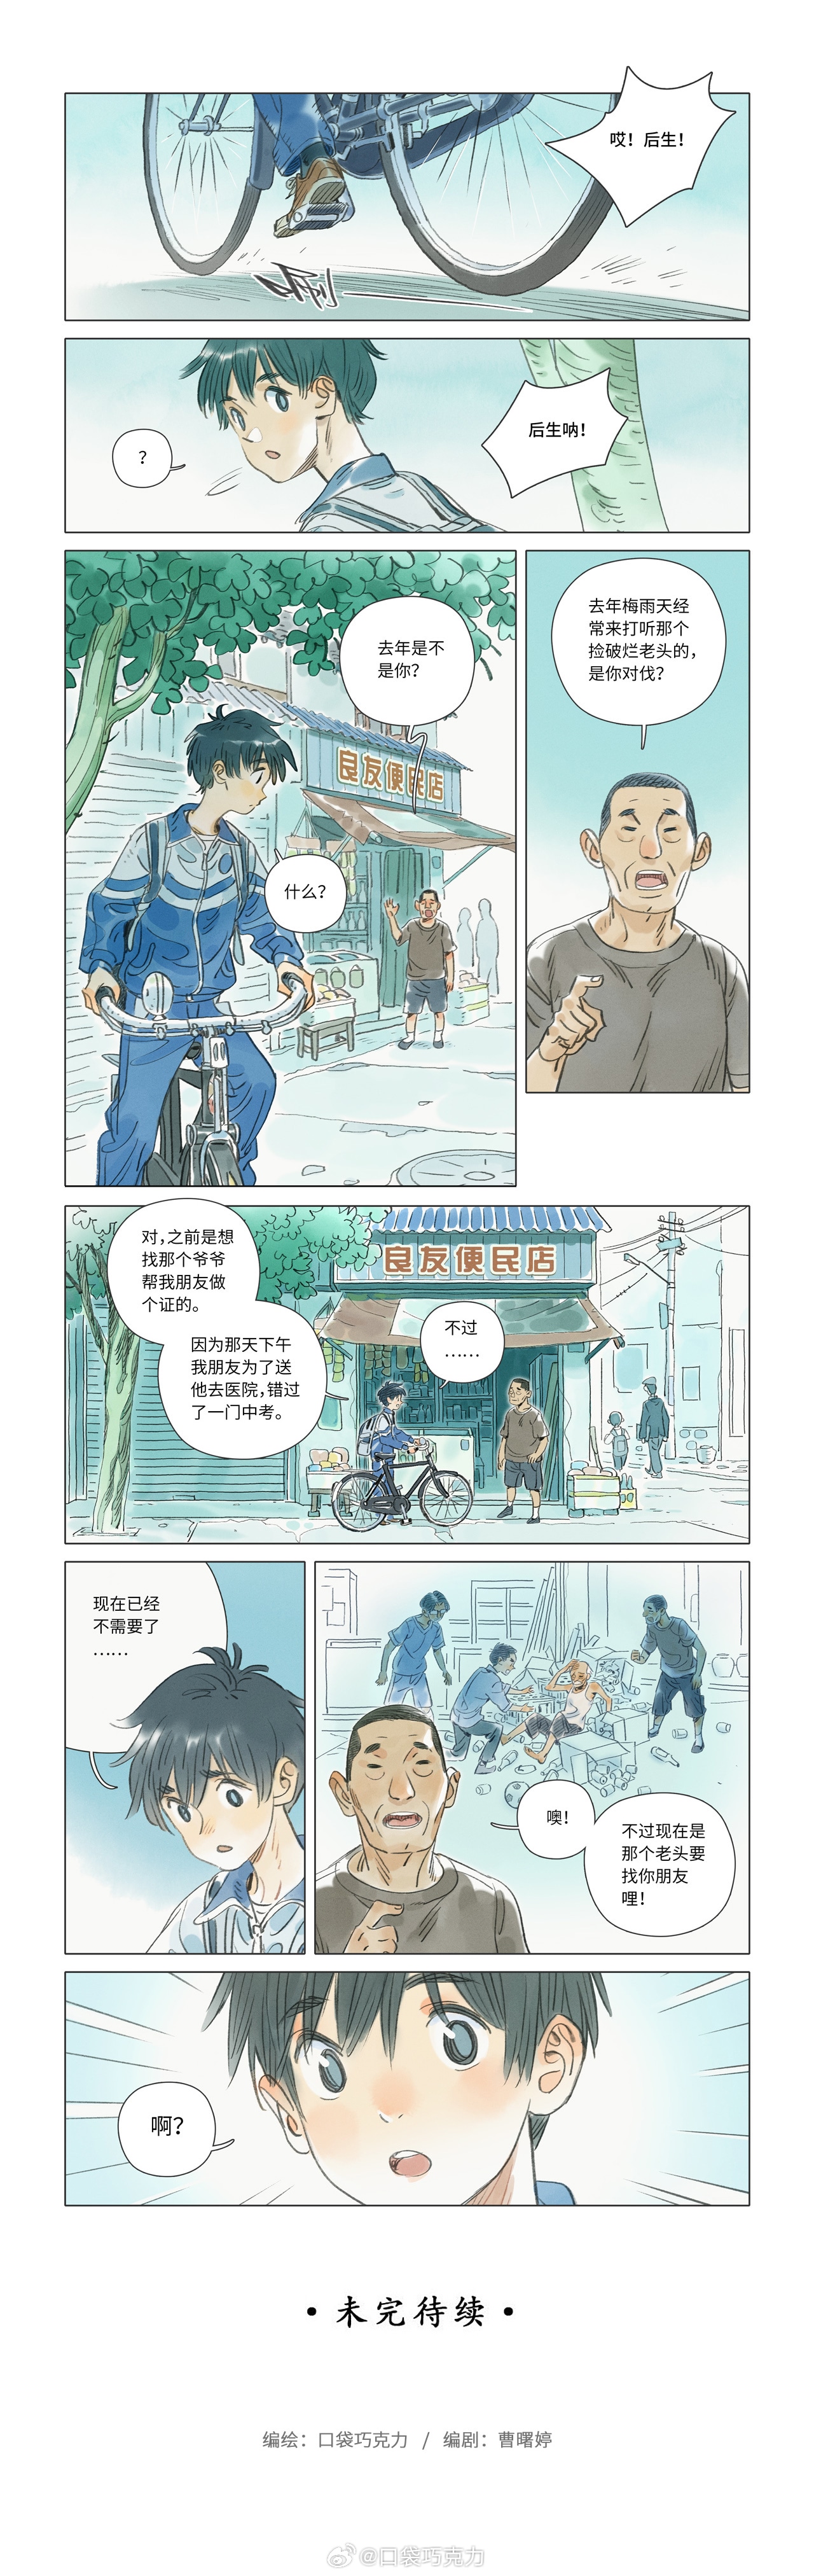 哎！后生！
唰
？
后生呐！
去年是不
是你？
良友便民店
什么？
去年梅雨天经
常来打听那个
捡破烂老头的，
是你对伐？
对，之前是想
找那个爷爷
帮我朋友做
个证的。
因为那天下午
我朋友为了送
他去医院，错过
了一门中考。
良友便民店
不过
……
现在已经
不需要了
……
噢！
不过现在是
那个老头要
找你朋友
哩！
啊？
·未完待续·
编绘：口袋巧克力 / 编剧：曹曙婷
@口袋巧克力